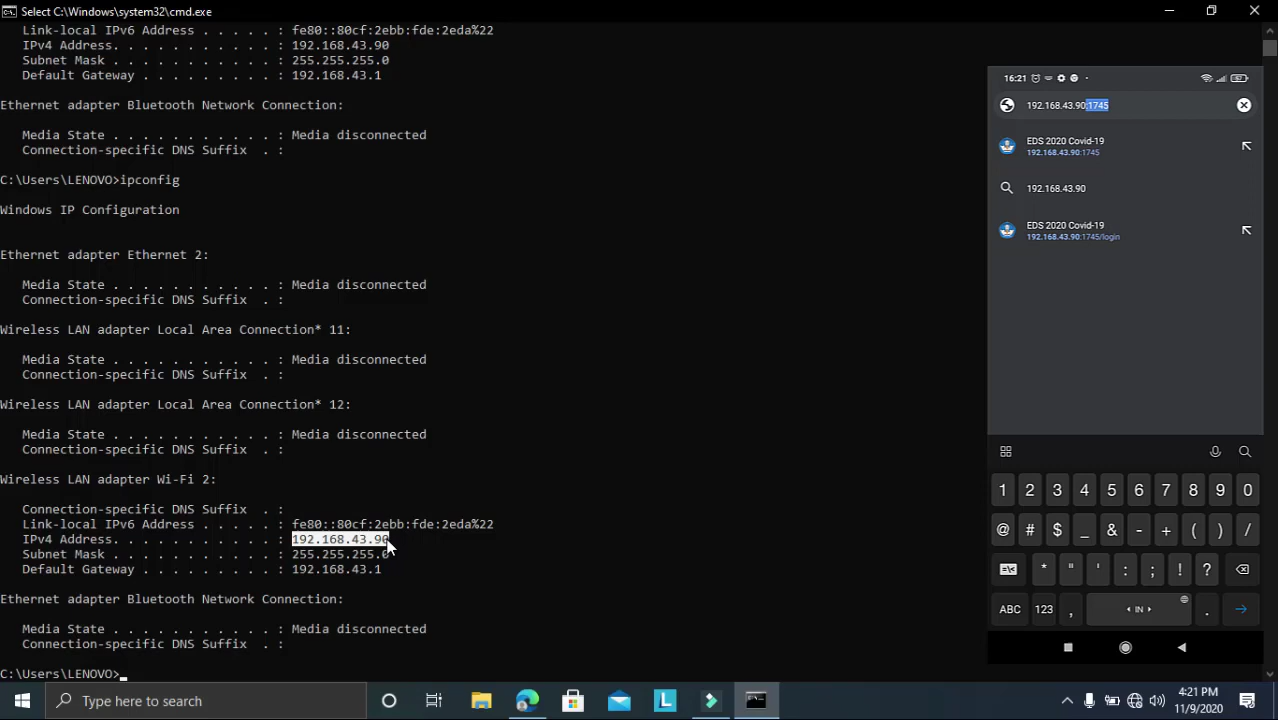 Select C:\Windows\system32\cmd.exe
Link-local IPv6 Address . . . . . : fe80::80cf:2ebb:fde:2eda%22
IPv4 Address. . . . . . . . . . . : 192.168.43.90
Subnet Mask . . . . . . . . . . . : 255.255.255.0
Default Gateway . . . . . . . . . : 192.168.43.1
Ethernet adapter Bluetooth Network Connection:
Media State . . . . . . . . . . . : Media disconnected
Connection-specific DNS Suffix  . :
C:\Users\LENOVO>ipconfig
Windows IP Configuration
Ethernet adapter Ethernet 2:
Media State . . . . . . . . . . . : Media disconnected
Connection-specific DNS Suffix  . :
Wireless LAN adapter Local Area Connection* 11:
Media State . . . . . . . . . . . : Media disconnected
Connection-specific DNS Suffix  . :
Wireless LAN adapter Local Area Connection* 12:
Media State . . . . . . . . . . . : Media disconnected
Connection-specific DNS Suffix  . :
Wireless LAN adapter Wi-Fi 2:
Connection-specific DNS Suffix  . :
Link-local IPv6 Address . . . . . : fe80::80cf:2ebb:fde:2eda%22
IPv4 Address. . . . . . . . . . . : 192.168.43.90
Subnet Mask . . . . . . . . . . . : 255.255.255.0
Default Gateway . . . . . . . . . : 192.168.43.1
Ethernet adapter Bluetooth Network Connection:
Media State . . . . . . . . . . . : Media disconnected
Connection-specific DNS Suffix  . :
C:\Users\LENOVO>
16:21
192.168.43.90:1745
EDS 2020 Covid-19
192.168.43.90:1745
192.168.43.90
EDS 2020 Covid-19
192.168.43.90:1745/login
1 2 3 4 5 6 7 8 9 0
@ # $ _ & - + ( ) /
=\< * " ' : ; ! ?
ABC 123 , IN .
Type here to search
L
4:21 PM
11/9/2020